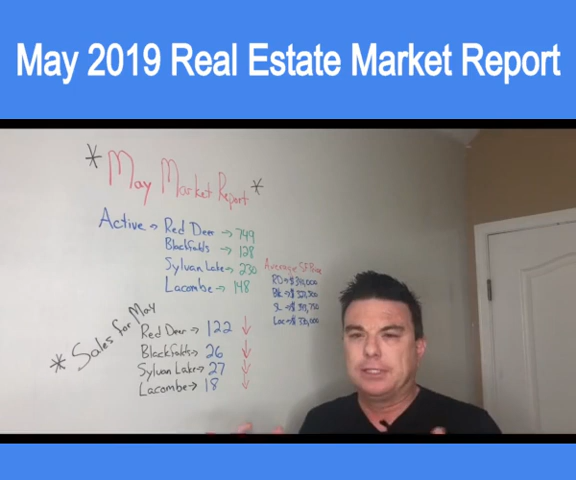 May 2019 Real Estate Market Report
* May Market Report *
Active → Red Deer → 749
Blackfalds → 128
Sylvan Lake → 230
Lacombe → 148
Average SF Price
* Sales for May
Red Deer → 122 ↓
Blackfalds → 26 ↓
Sylvan Lake → 27 ↓
Lacombe → 18 ↓